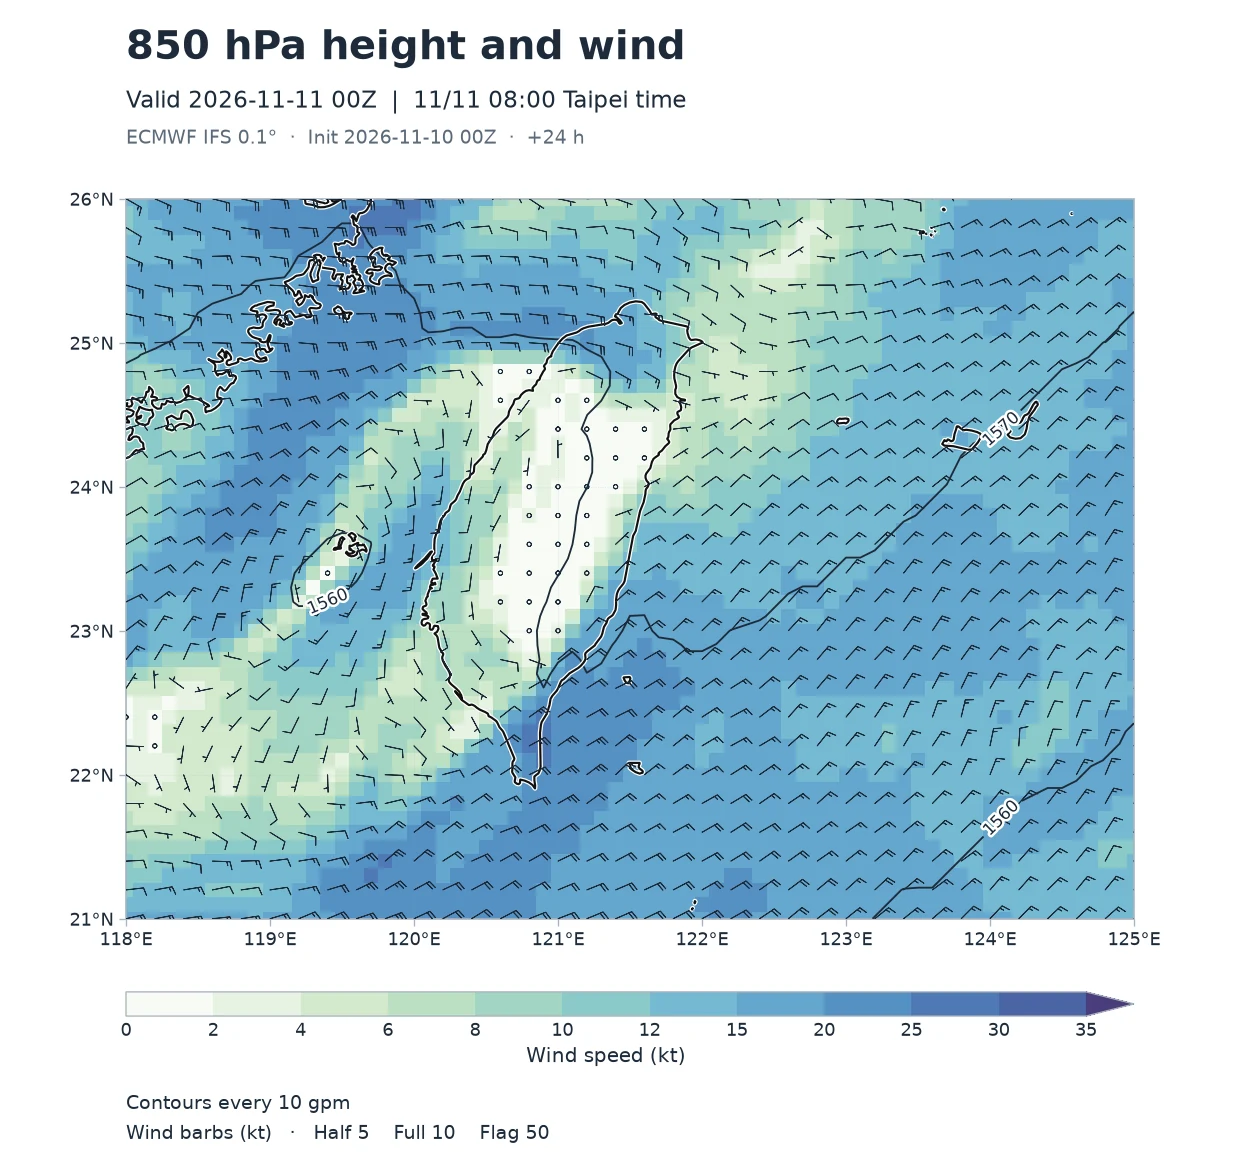 850 hPa height and wind
Valid 2026-11-11 00Z | 11/11 08:00 Taipei time
ECMWF IFS 0.1° · Init 2026-11-10 00Z · +24 h
26°N
25°N
24°N
23°N
22°N
21°N
1570
1560
1560
118°E 119°E 120°E 121°E 122°E 123°E 124°E 125°E
0 2 4 6 8 10 12 15 20 25 30 35
Wind speed (kt)
Contours every 10 gpm
Wind barbs (kt) · Half 5 Full 10 Flag 50